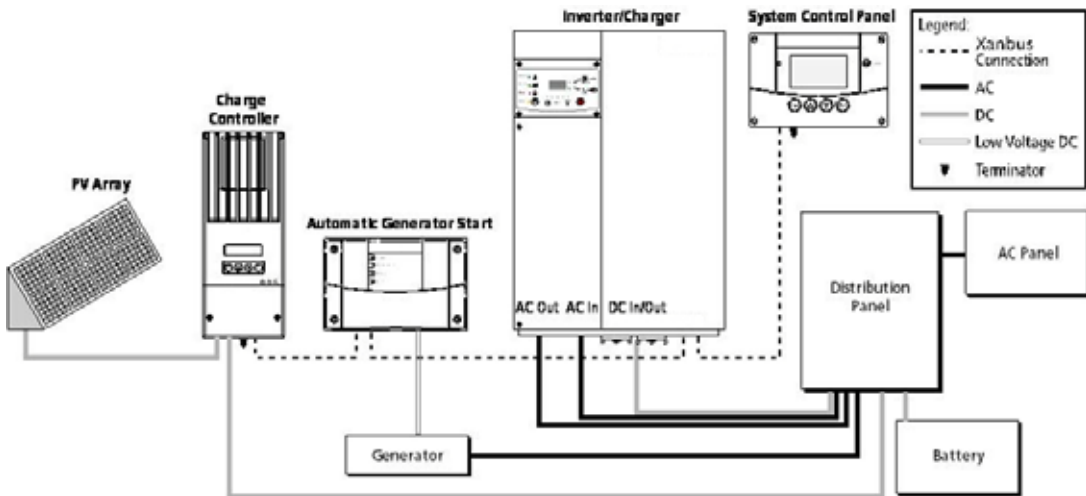 Inverter/Charger
System Control Panel
Legend:
Xanbus
Connection
AC
DC
Low Voltage DC
Terminator
Charge
Controller
PV Array
Automatic Generator Start
AC Out AC In DC In/Out
Distribution
Panel
AC Panel
Generator
Battery